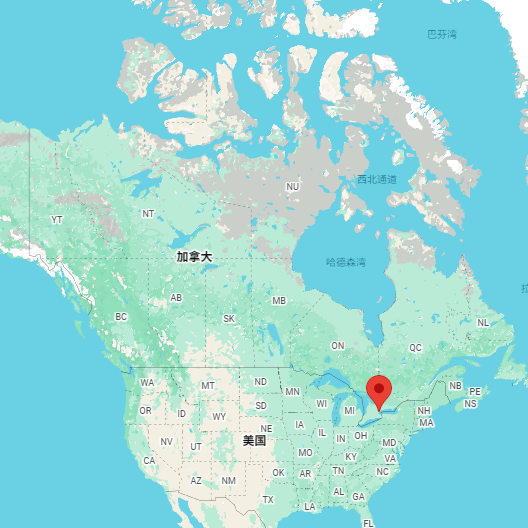 巴芬湾
西北通道
NU
YT
NT
加拿大
哈德森湾
AB
MB
BC
SK
NL
ON
QC
WA
MT
ND
MN
NB
PE
OR
ID
WY
SD
WI
MI
NH
NS
NV
UT
NE
IA
IL
IN
OH
MA
美国
MD
CA
MO
KY
VA
AZ
NM
OK
AR
TN
NC
TX
LA
AL
GA
FL